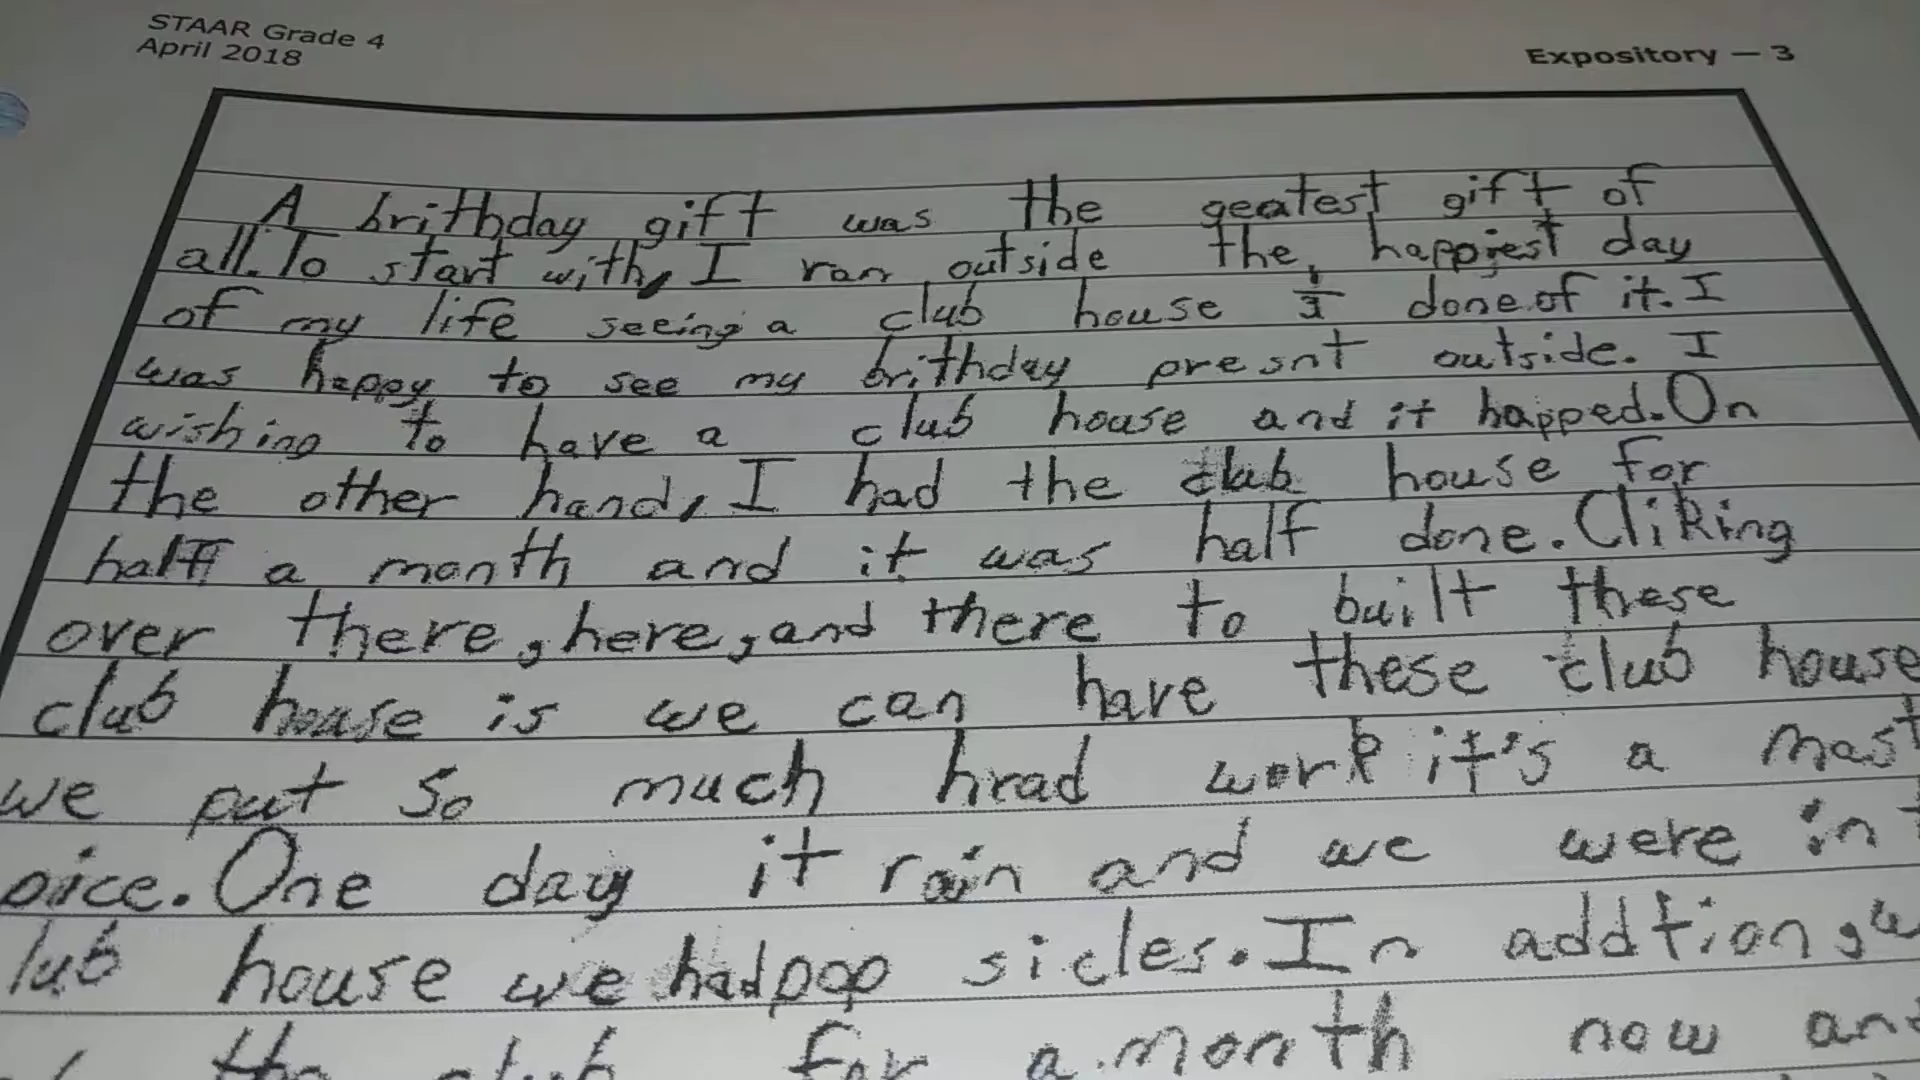 STAAR Grade 4
April 2018
Expository — 3
A brithday gift was the geatest gift of
all. To start with, I ran outside the happiest day
of my life seeing a club house 1/3 done of it. I
was happy to see my brithday presnt outside. I
wishing to have a club house and it happed. On
the other hand, I had the club house for
half a month and it was half done. Cliking
over there, here, and there to built these
club house is we can have these club house
we put so much hrad work it's a mast
oice. One day it rain and we were in t
lub house we had pop sicles. In addtion, w
the club for a month now and